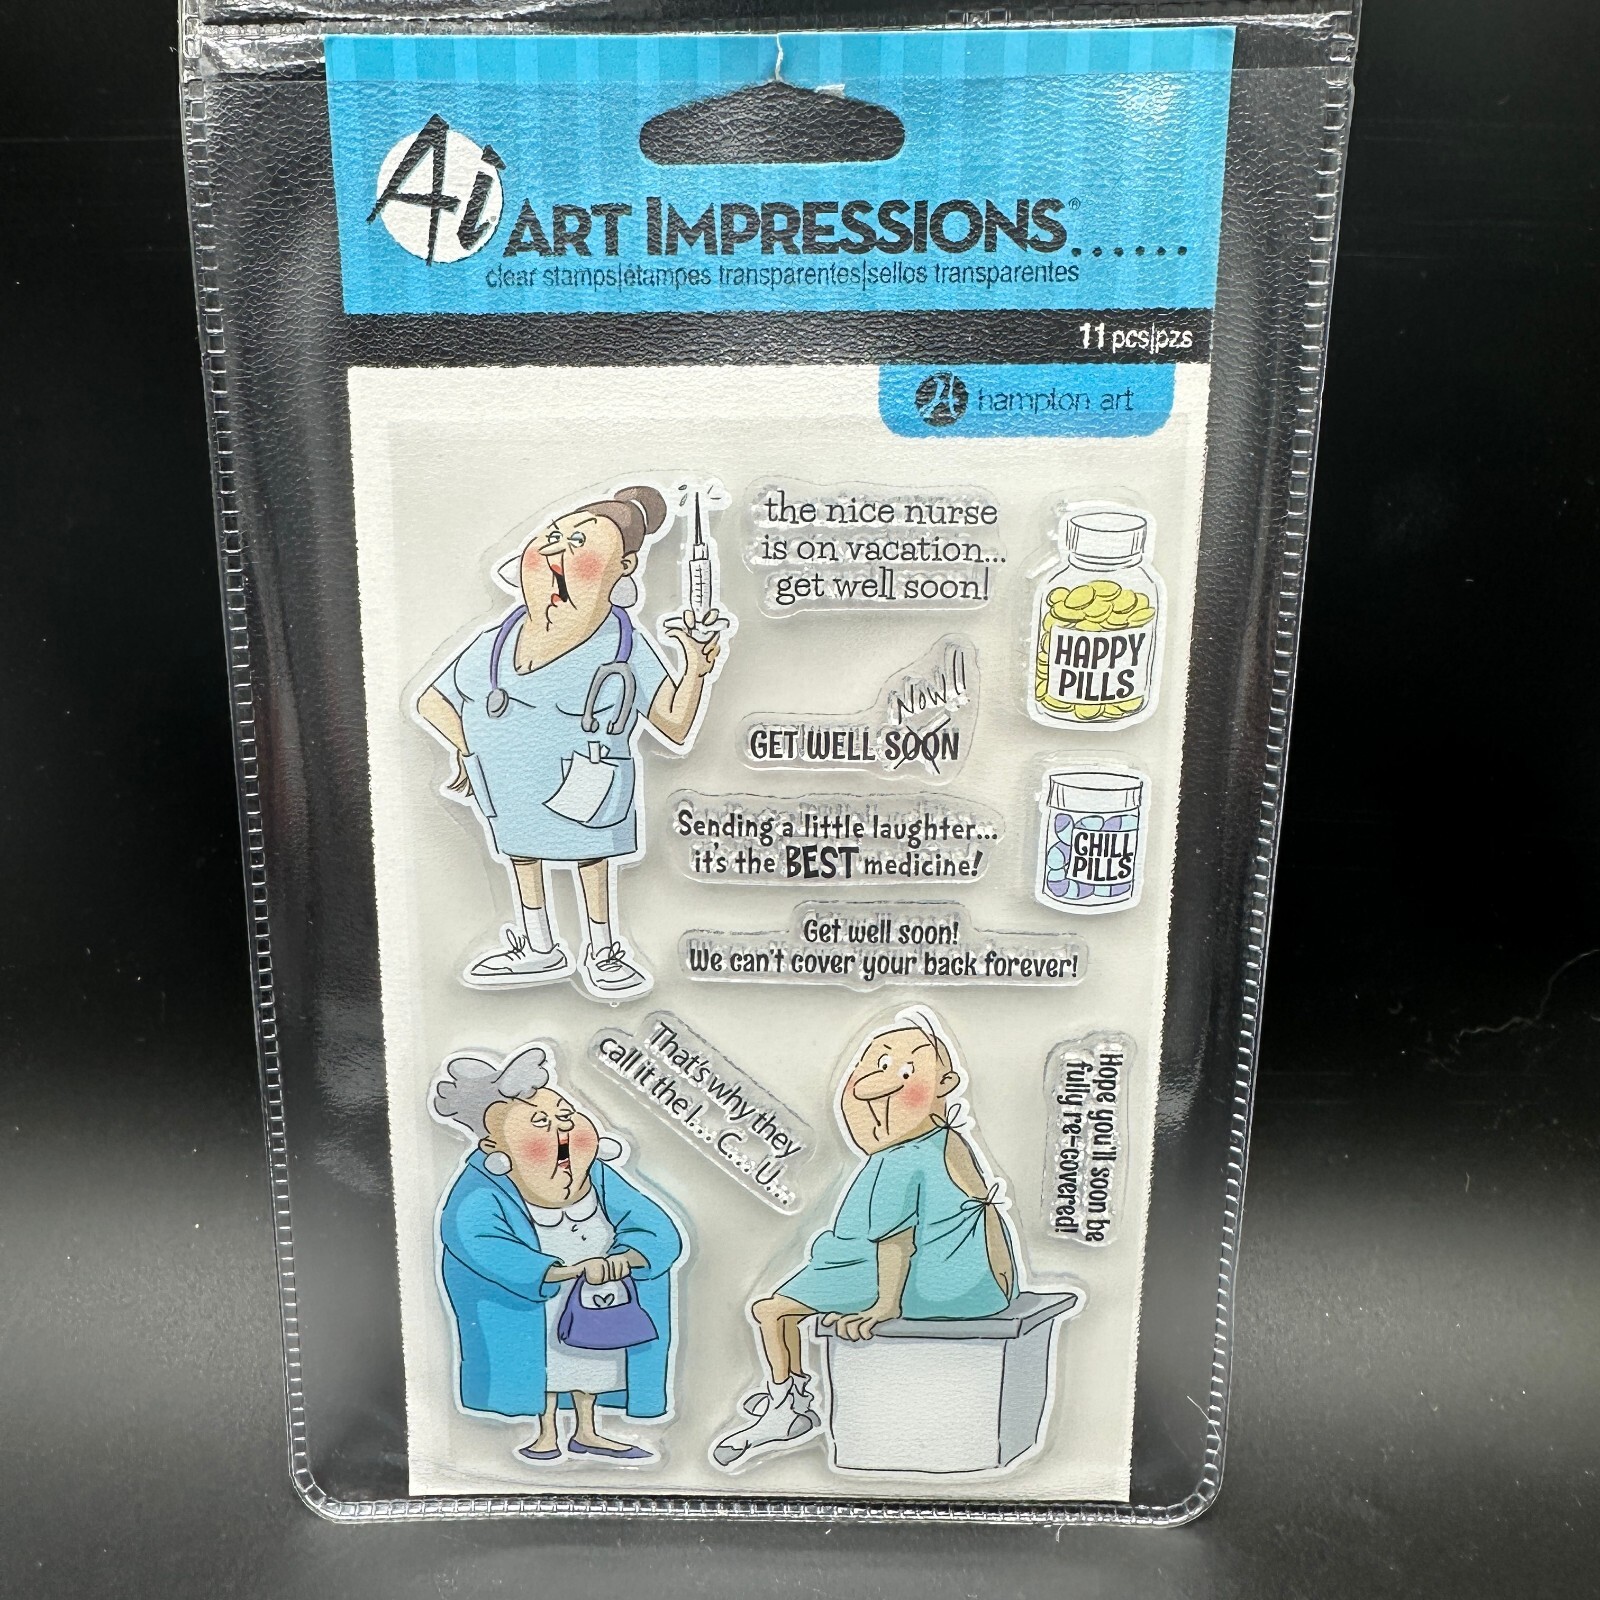 Ai
ART IMPRESSIONS®......
clear stamps|étampes transparentes|sellos transparentes
11 pcs|pzs
hampton art
the nice nurse
is on vacation...
get well soon!
HAPPY
PILLS
Now!!
GET WELL SOON
Sending a little laughter...
it's the BEST medicine!
CHILL
PILLS
Get well soon!
We can't cover your back forever!
That's why they
call it the I... C... U...
Hope you'll soon be
fully re-covered!